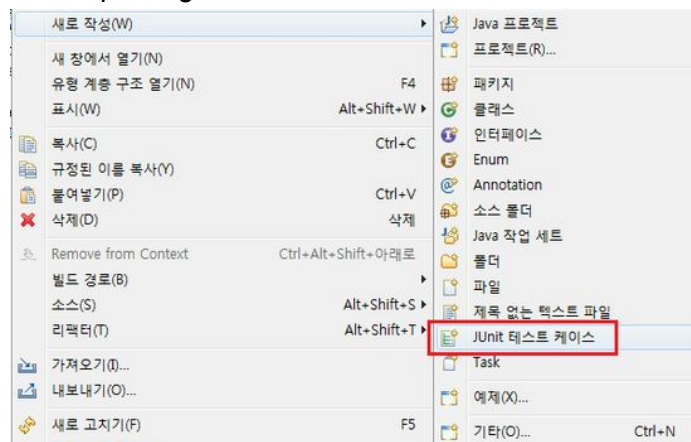 새로 작성(W)
새 창에서 열기(N)
유형 계층 구조 열기(N) F4
표시(W) Alt+Shift+W
복사(C) Ctrl+C
규정된 이름 복사(Y)
붙여넣기(P) Ctrl+V
삭제(D) 삭제
Remove from Context Ctrl+Alt+Shift+아래로
빌드 경로(B)
소스(S) Alt+Shift+S
리팩터(T) Alt+Shift+T
가져오기(I)...
내보내기(O)...
새로 고치기(F) F5
Java 프로젝트
프로젝트(R)...
패키지
클래스
인터페이스
Enum
Annotation
소스 폴더
Java 작업 세트
폴더
파일
제목 없는 텍스트 파일
JUnit 테스트 케이스
Task
예제(X)...
기타(O)... Ctrl+N